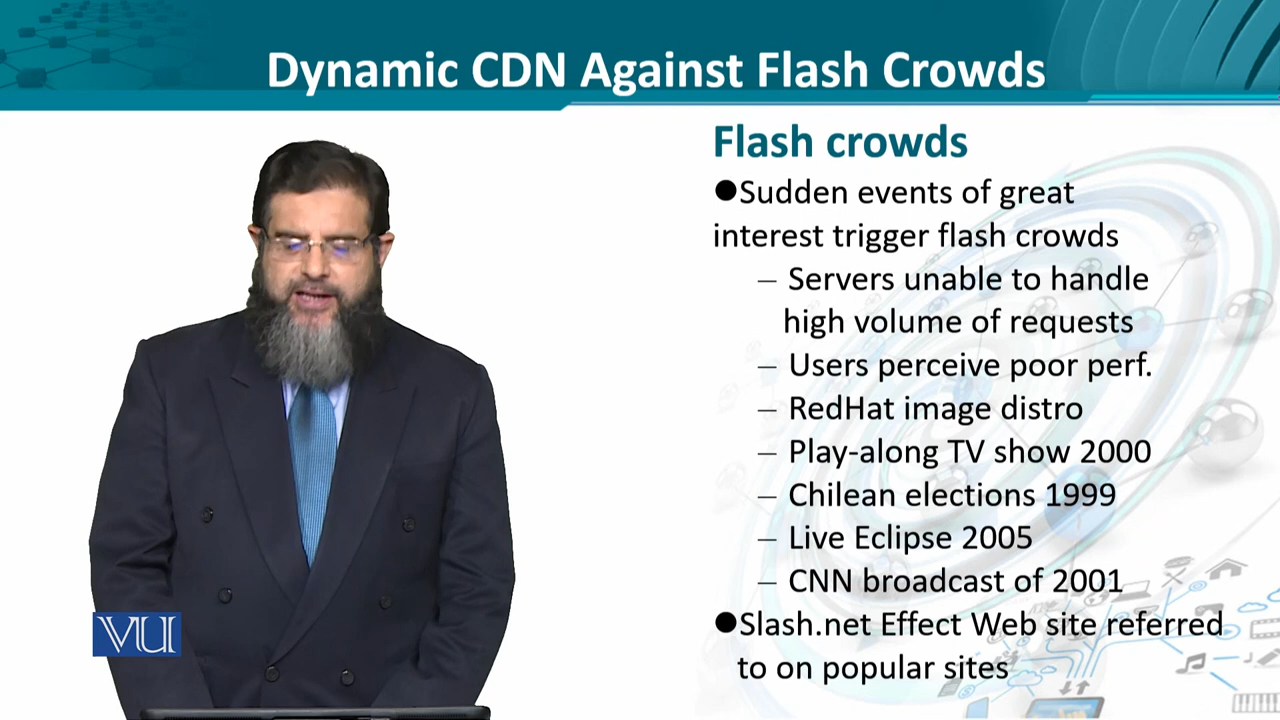 Dynamic CDN Against Flash Crowds
Flash crowds
●Sudden events of great
interest trigger flash crowds
– Servers unable to handle
high volume of requests
– Users perceive poor perf.
– RedHat image distro
– Play-along TV show 2000
– Chilean elections 1999
– Live Eclipse 2005
– CNN broadcast of 2001
●Slash.net Effect Web site referred
to on popular sites
VU